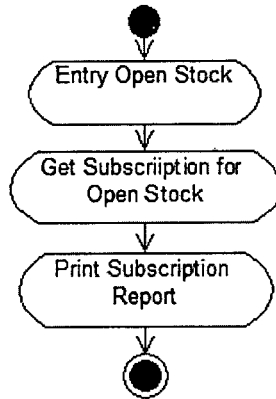 Entry Open Stock
Get Subscriiption for
Open Stock
Print Subscription
Report